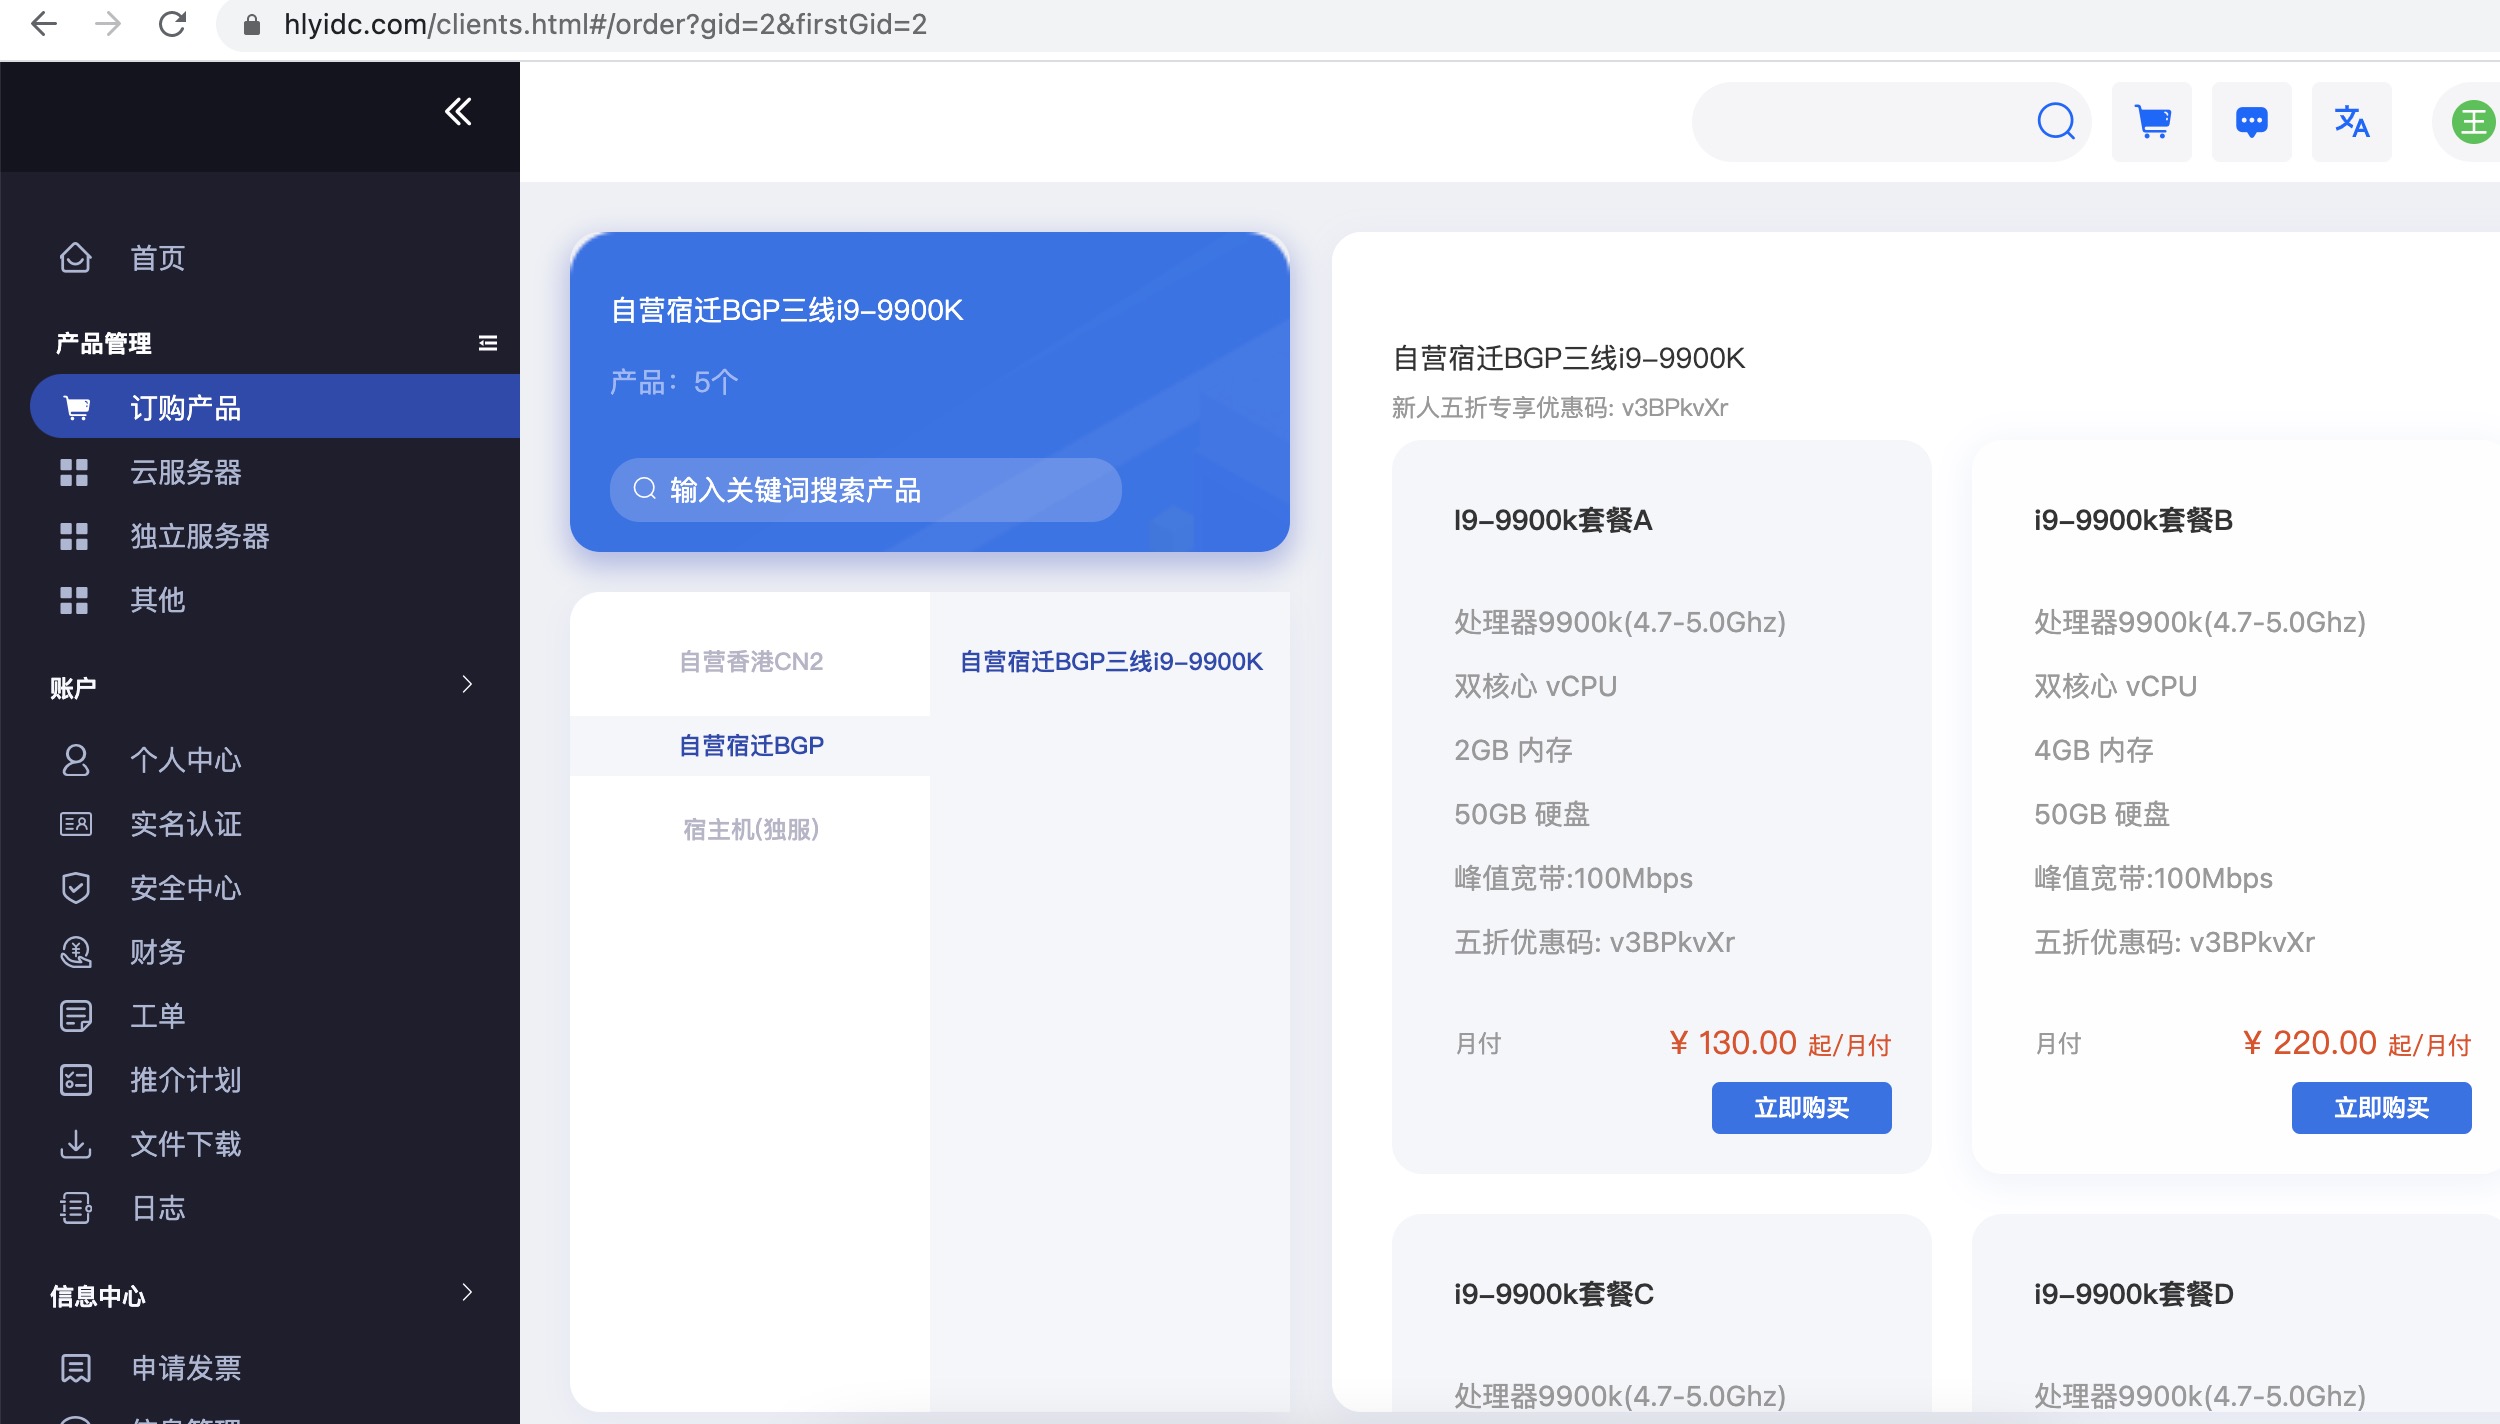 hlyidc.com/clients.html#/order?gid=2&firstGid=2
王
首页
产品管理
订购产品
云服务器
独立服务器
其他
账户
个人中心
实名认证
安全中心
财务
工单
推介计划
文件下载
日志
信息中心
申请发票
自营宿迁BGP三线i9-9900K
产品：5个
输入关键词搜索产品
自营香港CN2
自营宿迁BGP
宿主机(独服)
自营宿迁BGP三线i9-9900K
自营宿迁BGP三线i9-9900K
新人五折专享优惠码: v3BPkvXr
I9-9900k套餐A
处理器9900k(4.7-5.0Ghz)
双核心 vCPU
2GB 内存
50GB 硬盘
峰值宽带:100Mbps
五折优惠码: v3BPkvXr
月付 ¥ 130.00 起/月付
立即购买
i9-9900k套餐B
处理器9900k(4.7-5.0Ghz)
双核心 vCPU
4GB 内存
50GB 硬盘
峰值宽带:100Mbps
五折优惠码: v3BPkvXr
月付 ¥ 220.00 起/月付
立即购买
i9-9900k套餐C
处理器9900k(4.7-5.0Ghz)
i9-9900k套餐D
处理器9900k(4.7-5.0Ghz)